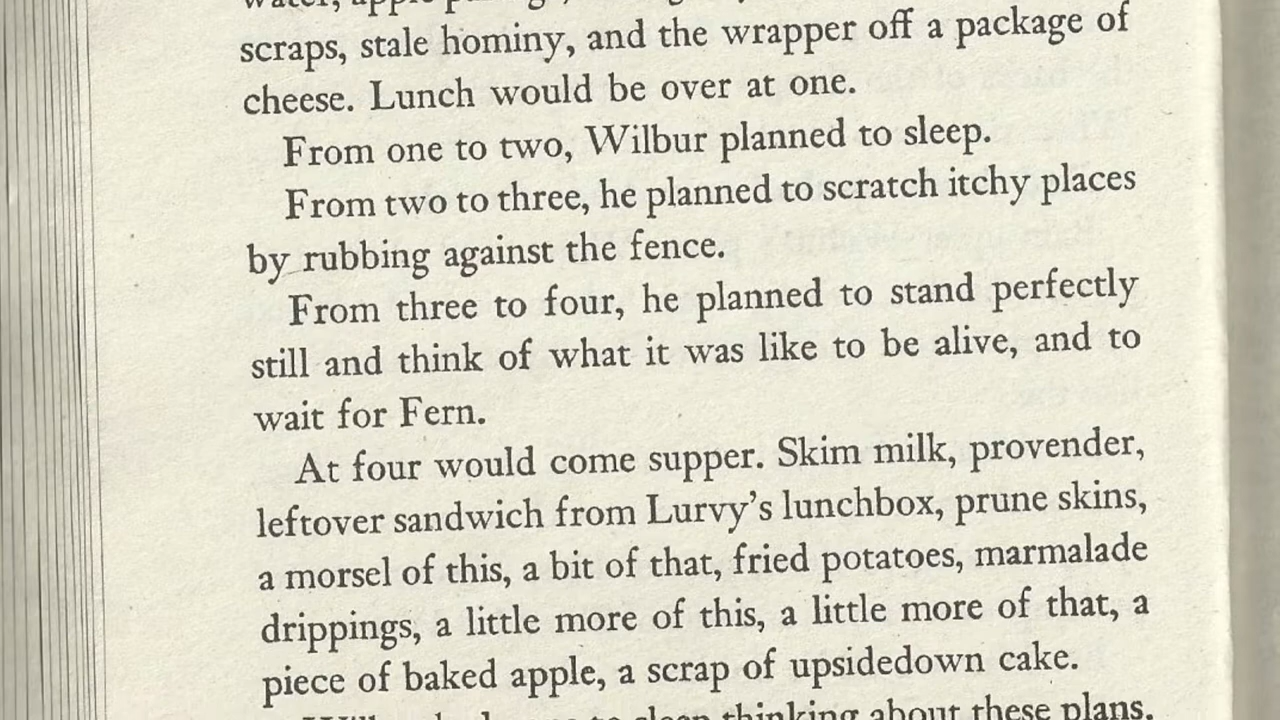 scraps, stale hominy, and the wrapper off a package of
cheese. Lunch would be over at one.
From one to two, Wilbur planned to sleep.
From two to three, he planned to scratch itchy places
by rubbing against the fence.
From three to four, he planned to stand perfectly
still and think of what it was like to be alive, and to
wait for Fern.
At four would come supper. Skim milk, provender,
leftover sandwich from Lurvy's lunchbox, prune skins,
a morsel of this, a bit of that, fried potatoes, marmalade
drippings, a little more of this, a little more of that, a
piece of baked apple, a scrap of upsidedown cake.
sleep thinking about these plans.